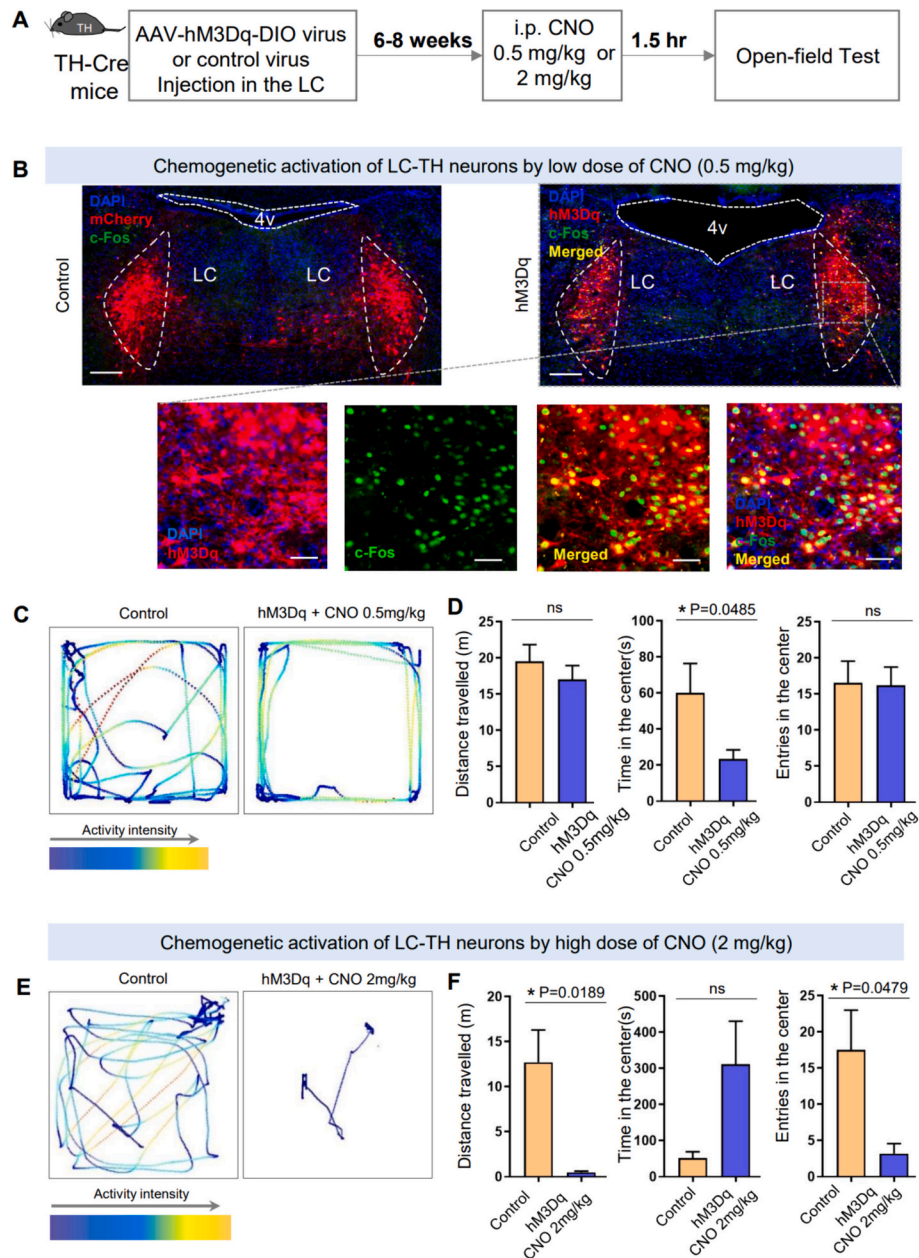 A
TH
TH-Cre
mice
AAV-hM3Dq-DIO virus
or control virus
Injection in the LC
6-8 weeks
i.p. CNO
0.5 mg/kg or
2 mg/kg
1.5 hr
Open-field Test
B
Chemogenetic activation of LC-TH neurons by low dose of CNO (0.5 mg/kg)
Control
DAPI
mCherry
c-Fos
4v
LC
LC
hM3Dq
DAPI
hM3Dq
c-Fos
Merged
4v
LC
LC
DAPI
hM3Dq
c-Fos
Merged
DAPI
hM3Dq
c-Fos
Merged
C
Control
hM3Dq + CNO 0.5mg/kg
Activity intensity
D
ns
Distance travelled (m)
25
20
15
10
5
0
Control
hM3Dq
CNO 0.5mg/kg
* P=0.0485
Time in the center(s)
100
80
60
40
20
0
Control
hM3Dq
CNO 0.5mg/kg
ns
Entries in the center
25
20
15
10
5
0
Control
hM3Dq
CNO 0.5mg/kg
Chemogenetic activation of LC-TH neurons by high dose of CNO (2 mg/kg)
E
Control
hM3Dq + CNO 2mg/kg
Activity intensity
F
* P=0.0189
Distance travelled (m)
20
15
10
5
0
Control
hM3Dq
CNO 2mg/kg
ns
Time in the center(s)
500
400
300
200
100
0
Control
hM3Dq
CNO 2mg/kg
* P=0.0479
Entries in the center
25
20
15
10
5
0
Control
hM3Dq
CNO 2mg/kg